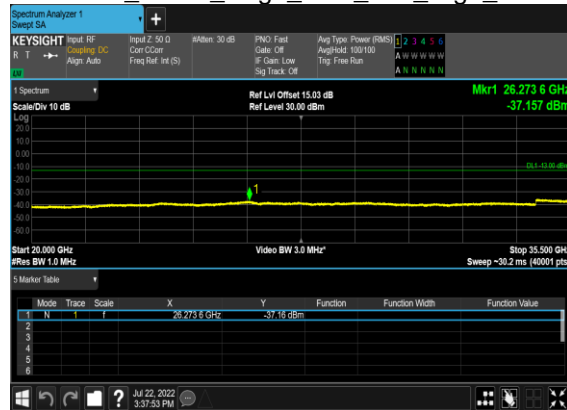 Spectrum Analyzer 1
Swept SA
+
KEYSIGHT Input: RF Input Z: 50 Ω #Atten: 30 dB PNO: Fast Avg Type: Power (RMS) 1 2 3 4 5 6
R T Coupling: DC Corr CCorr Gate: Off Avg|Hold: 100/100 A W W W W W
Align: Auto Freq Ref: Int (S) IF Gain: Low Trig: Free Run
LW Sig Track: Off A N N N N N
1 Spectrum Ref Lvl Offset 15.03 dB Mkr1 26.273 6 GHz
Scale/Div 10 dB Ref Level 30.00 dBm -37.157 dBm
Log
20.0
10.0
0.00
-10.0 DL1 -13.00 dBm
-20.0
-30.0 1
-40.0
-50.0
-60.0
Start 20.000 GHz Video BW 3.0 MHz* Stop 35.500 GHz
#Res BW 1.0 MHz Sweep ~30.2 ms (40001 pts)
5 Marker Table
Mode Trace Scale X Y Function Function Width Function Value
1 N 1 f 26.273 6 GHz -37.16 dBm
2
3
4
5
6
? Jul 22, 2022
3:37:53 PM